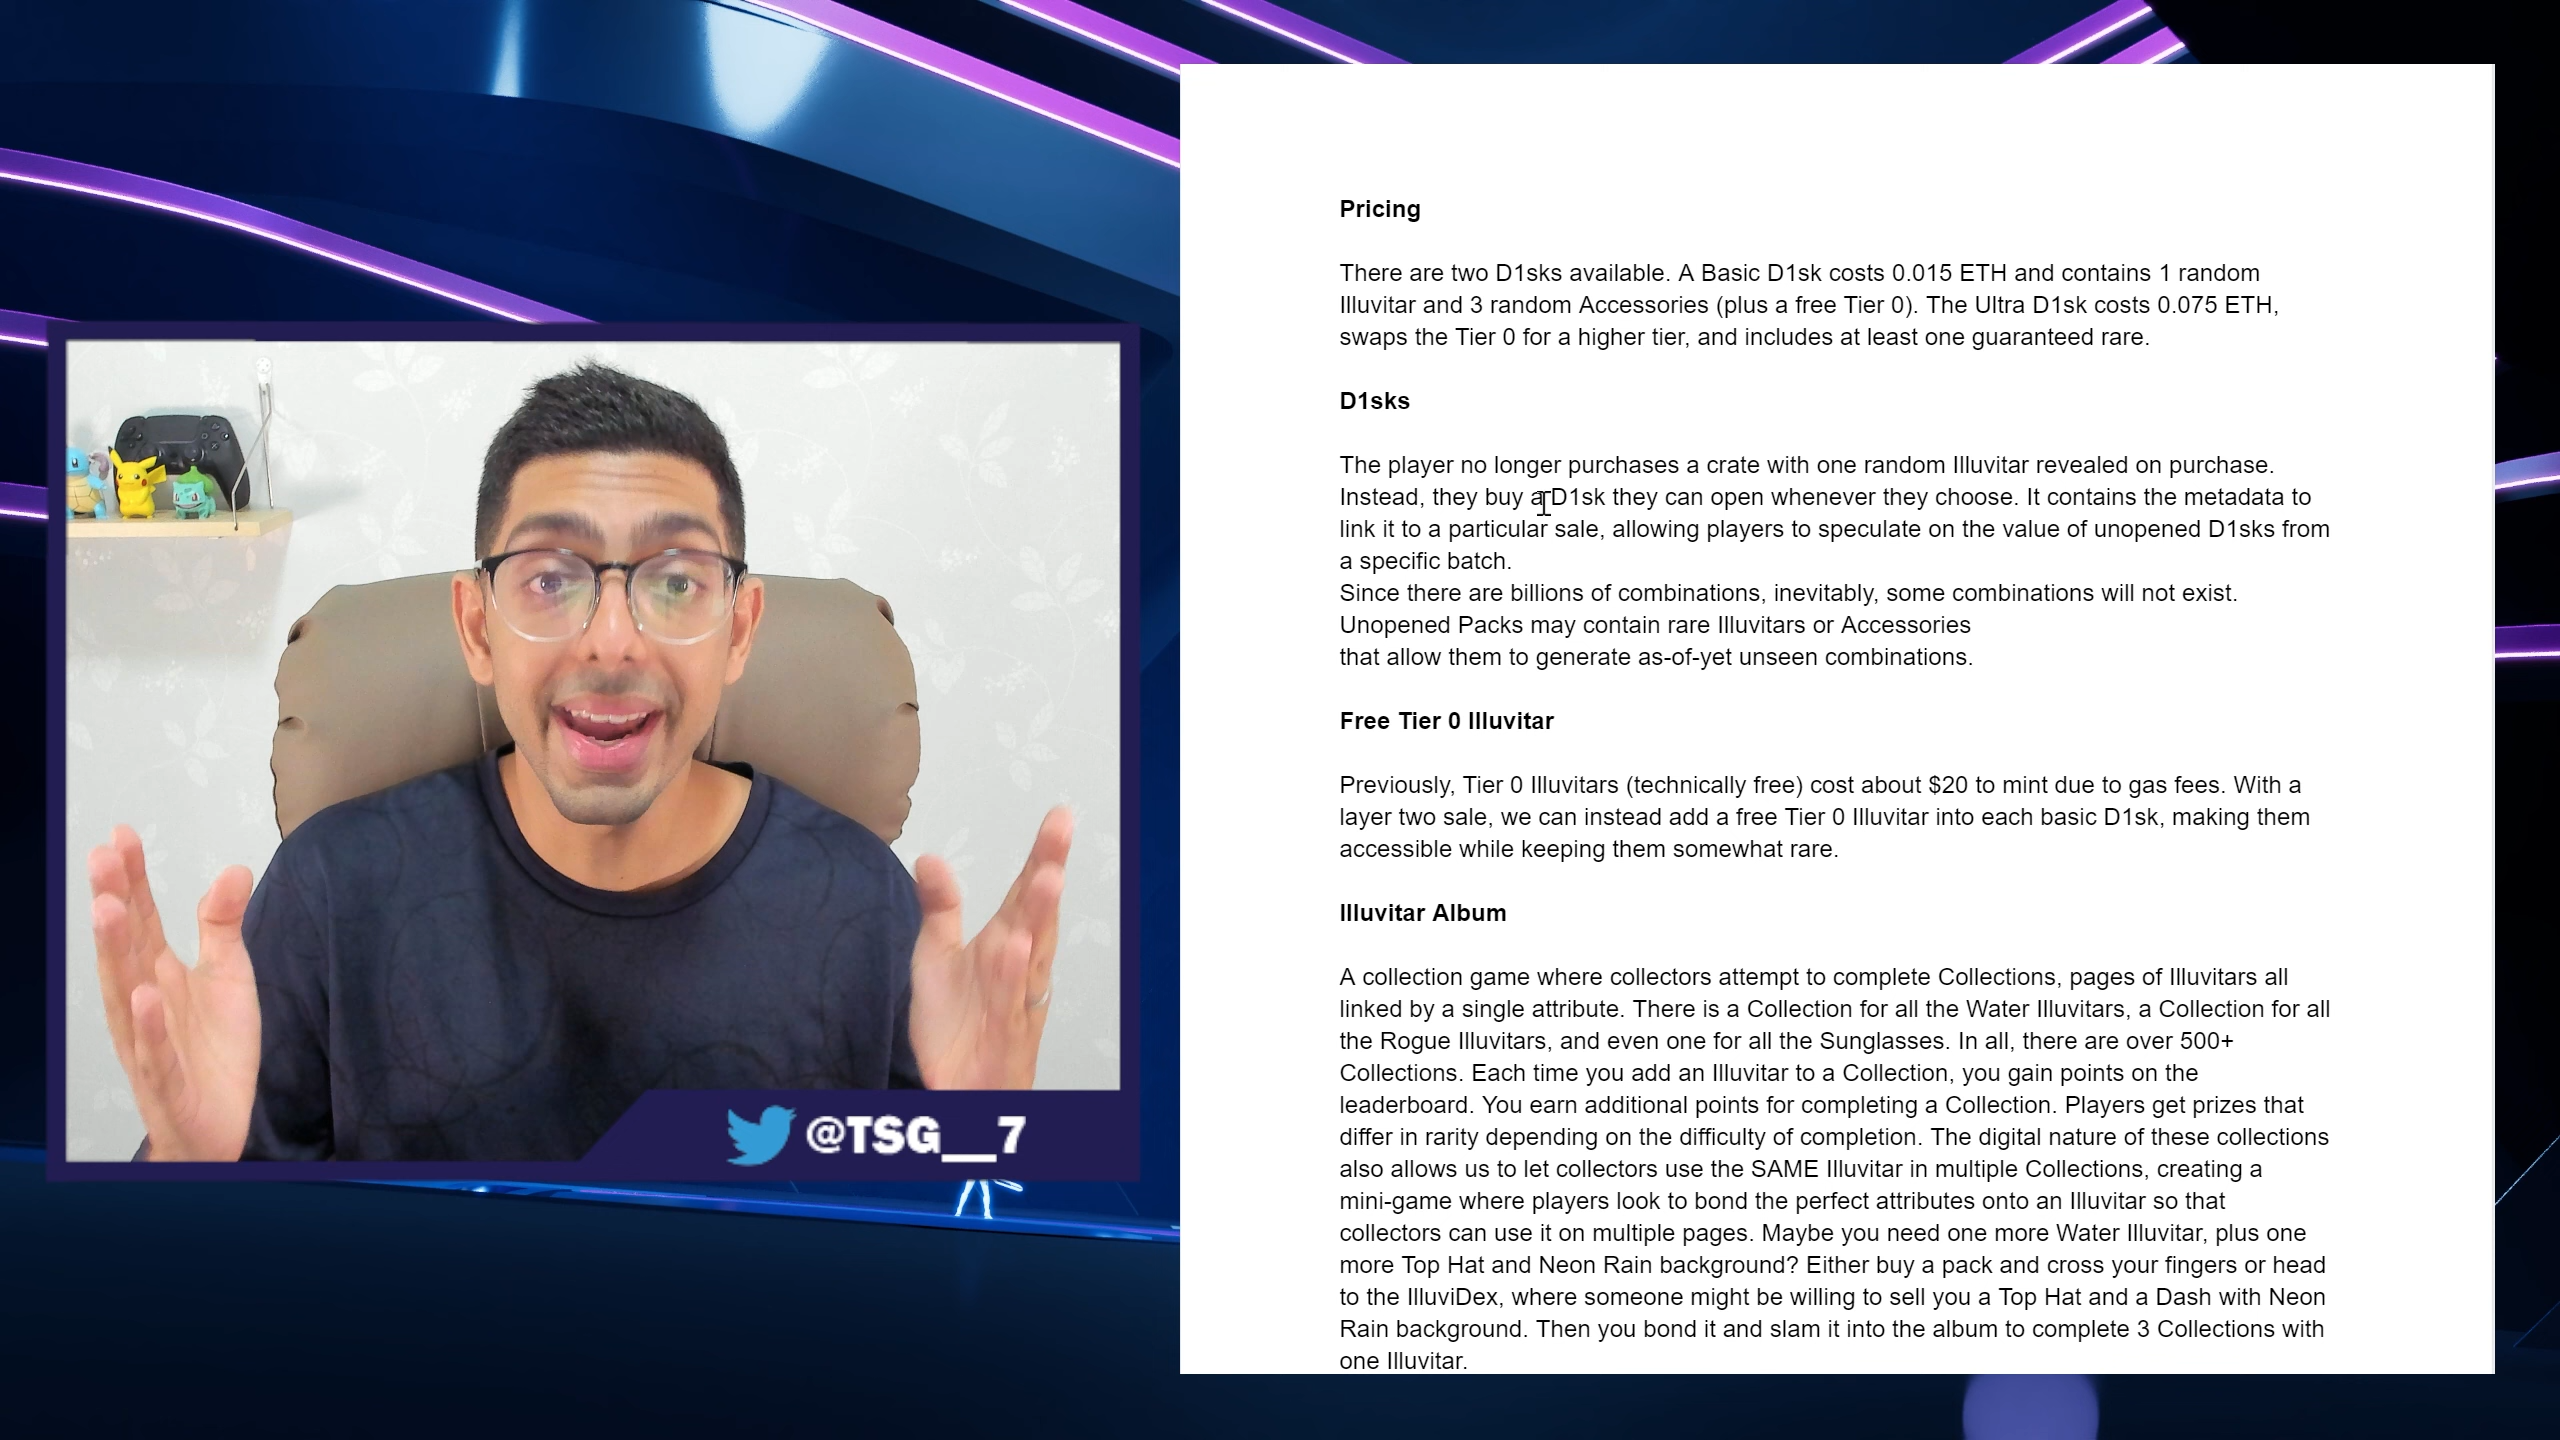 Pricing
There are two D1sks available. A Basic D1sk costs 0.015 ETH and contains 1 random
Illuvitar and 3 random Accessories (plus a free Tier 0). The Ultra D1sk costs 0.075 ETH,
swaps the Tier 0 for a higher tier, and includes at least one guaranteed rare.
D1sks
The player no longer purchases a crate with one random Illuvitar revealed on purchase.
Instead, they buy a D1sk they can open whenever they choose. It contains the metadata to
link it to a particular sale, allowing players to speculate on the value of unopened D1sks from
a specific batch.
Since there are billions of combinations, inevitably, some combinations will not exist.
Unopened Packs may contain rare Illuvitars or Accessories
that allow them to generate as-of-yet unseen combinations.
Free Tier 0 Illuvitar
Previously, Tier 0 Illuvitars (technically free) cost about $20 to mint due to gas fees. With a
layer two sale, we can instead add a free Tier 0 Illuvitar into each basic D1sk, making them
accessible while keeping them somewhat rare.
Illuvitar Album
A collection game where collectors attempt to complete Collections, pages of Illuvitars all
linked by a single attribute. There is a Collection for all the Water Illuvitars, a Collection for all
the Rogue Illuvitars, and even one for all the Sunglasses. In all, there are over 500+
Collections. Each time you add an Illuvitar to a Collection, you gain points on the
leaderboard. You earn additional points for completing a Collection. Players get prizes that
differ in rarity depending on the difficulty of completion. The digital nature of these collections
also allows us to let collectors use the SAME Illuvitar in multiple Collections, creating a
mini-game where players look to bond the perfect attributes onto an Illuvitar so that
collectors can use it on multiple pages. Maybe you need one more Water Illuvitar, plus one
more Top Hat and Neon Rain background? Either buy a pack and cross your fingers or head
to the IlluviDex, where someone might be willing to sell you a Top Hat and a Dash with Neon
Rain background. Then you bond it and slam it into the album to complete 3 Collections with
one Illuvitar.
@TSG__7